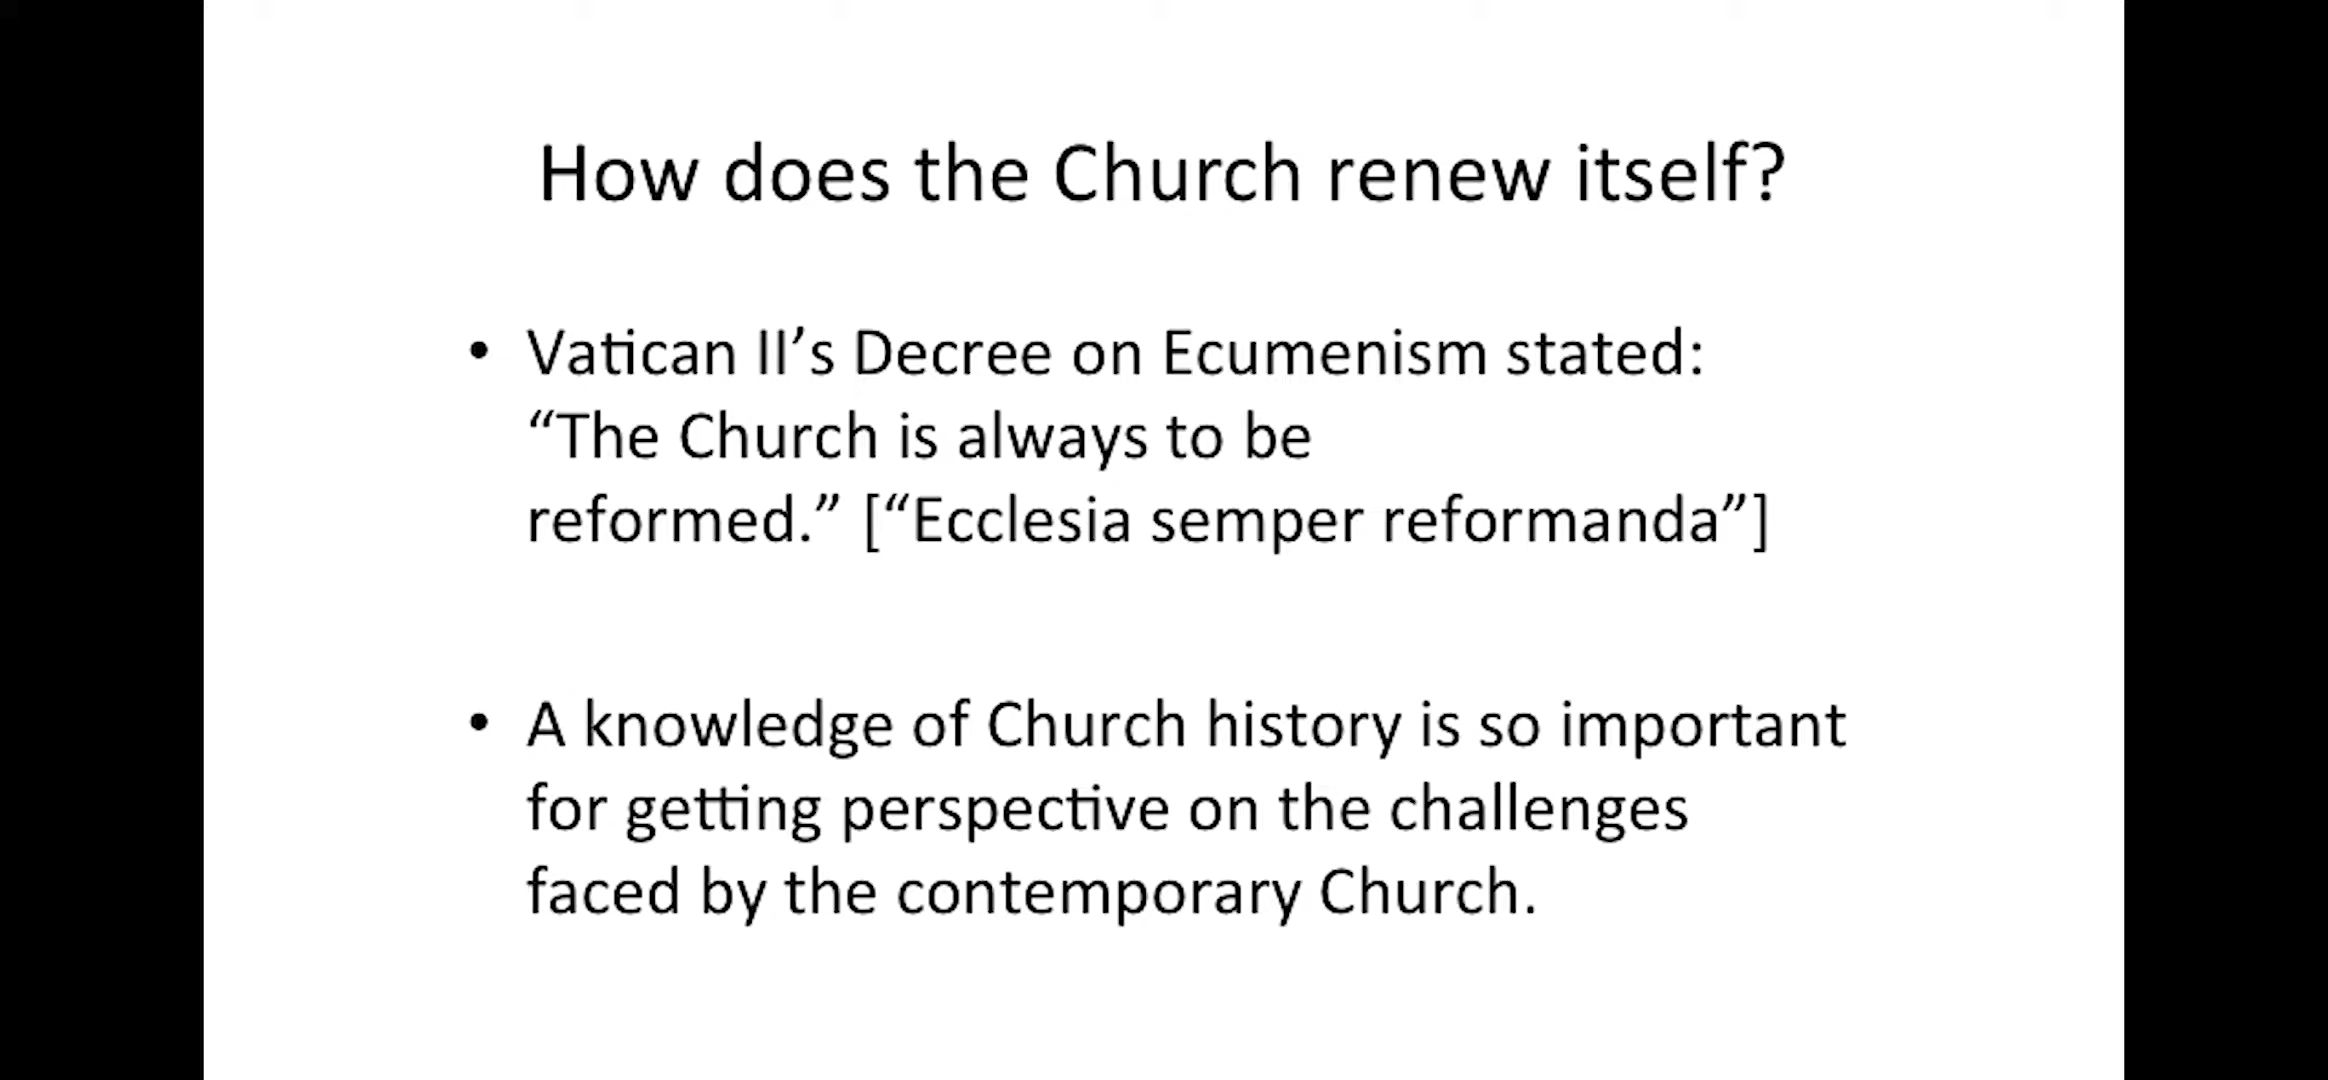 How does the Church renew itself?
• Vatican II’s Decree on Ecumenism stated:
“The Church is always to be
reformed.” [“Ecclesia semper reformanda”]
• A knowledge of Church history is so important
for getting perspective on the challenges
faced by the contemporary Church.